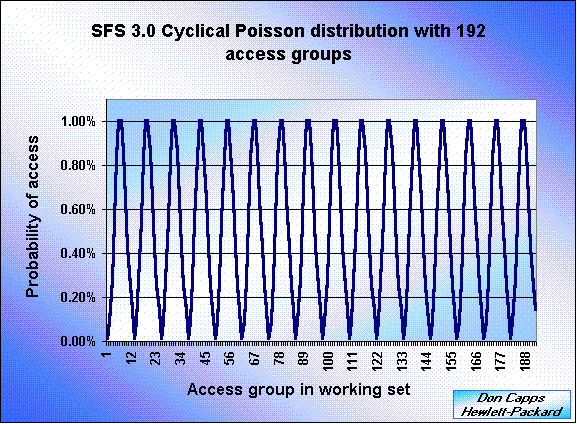 SFS 3.0 Cyclical Poisson distribution with 192
access groups
Probability of access
1.00%
0.80%
0.60%
0.40%
0.20%
0.00%
1 12 23 34 45 56 67 78 89 100 111 122 133 144 155 166 177 188
Access group in working set
Don Capps
Hewlett-Packard